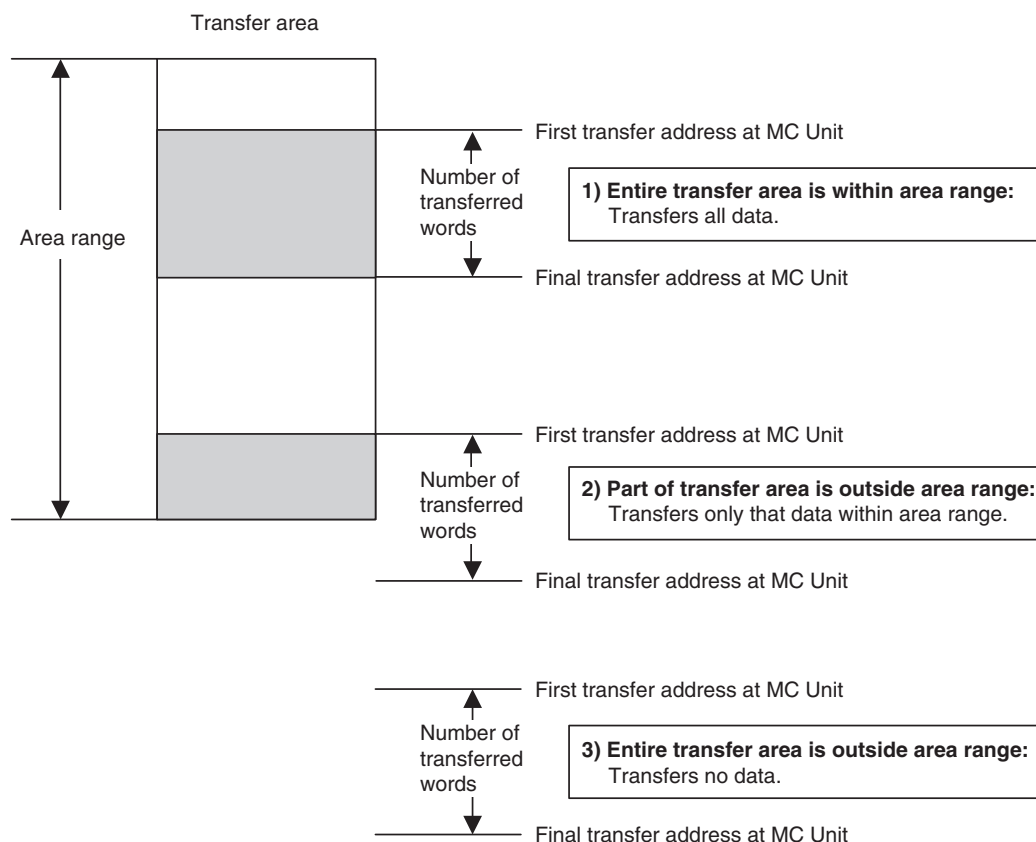 Transfer area
Area range
First transfer address at MC Unit
Number of
transferred
words
1) Entire transfer area is within area range:
Transfers all data.
Final transfer address at MC Unit
First transfer address at MC Unit
Number of
transferred
words
2) Part of transfer area is outside area range:
Transfers only that data within area range.
Final transfer address at MC Unit
First transfer address at MC Unit
Number of
transferred
words
3) Entire transfer area is outside area range:
Transfers no data.
Final transfer address at MC Unit